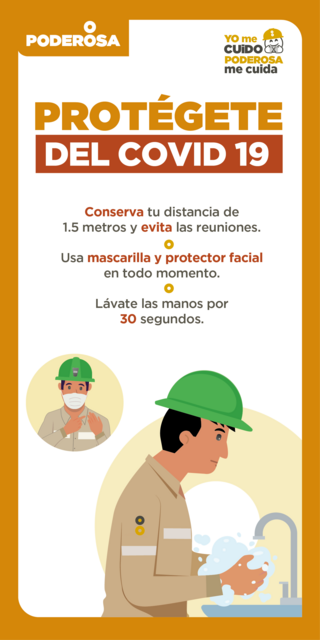 PODEROSA
YO me
CUiDO
PODEROSA
me cuida
PROTÉGETE
DEL COVID 19
Conserva tu distancia de
1.5 metros y evita las reuniones.
Usa mascarilla y protector facial
en todo momento.
Lávate las manos por
30 segundos.